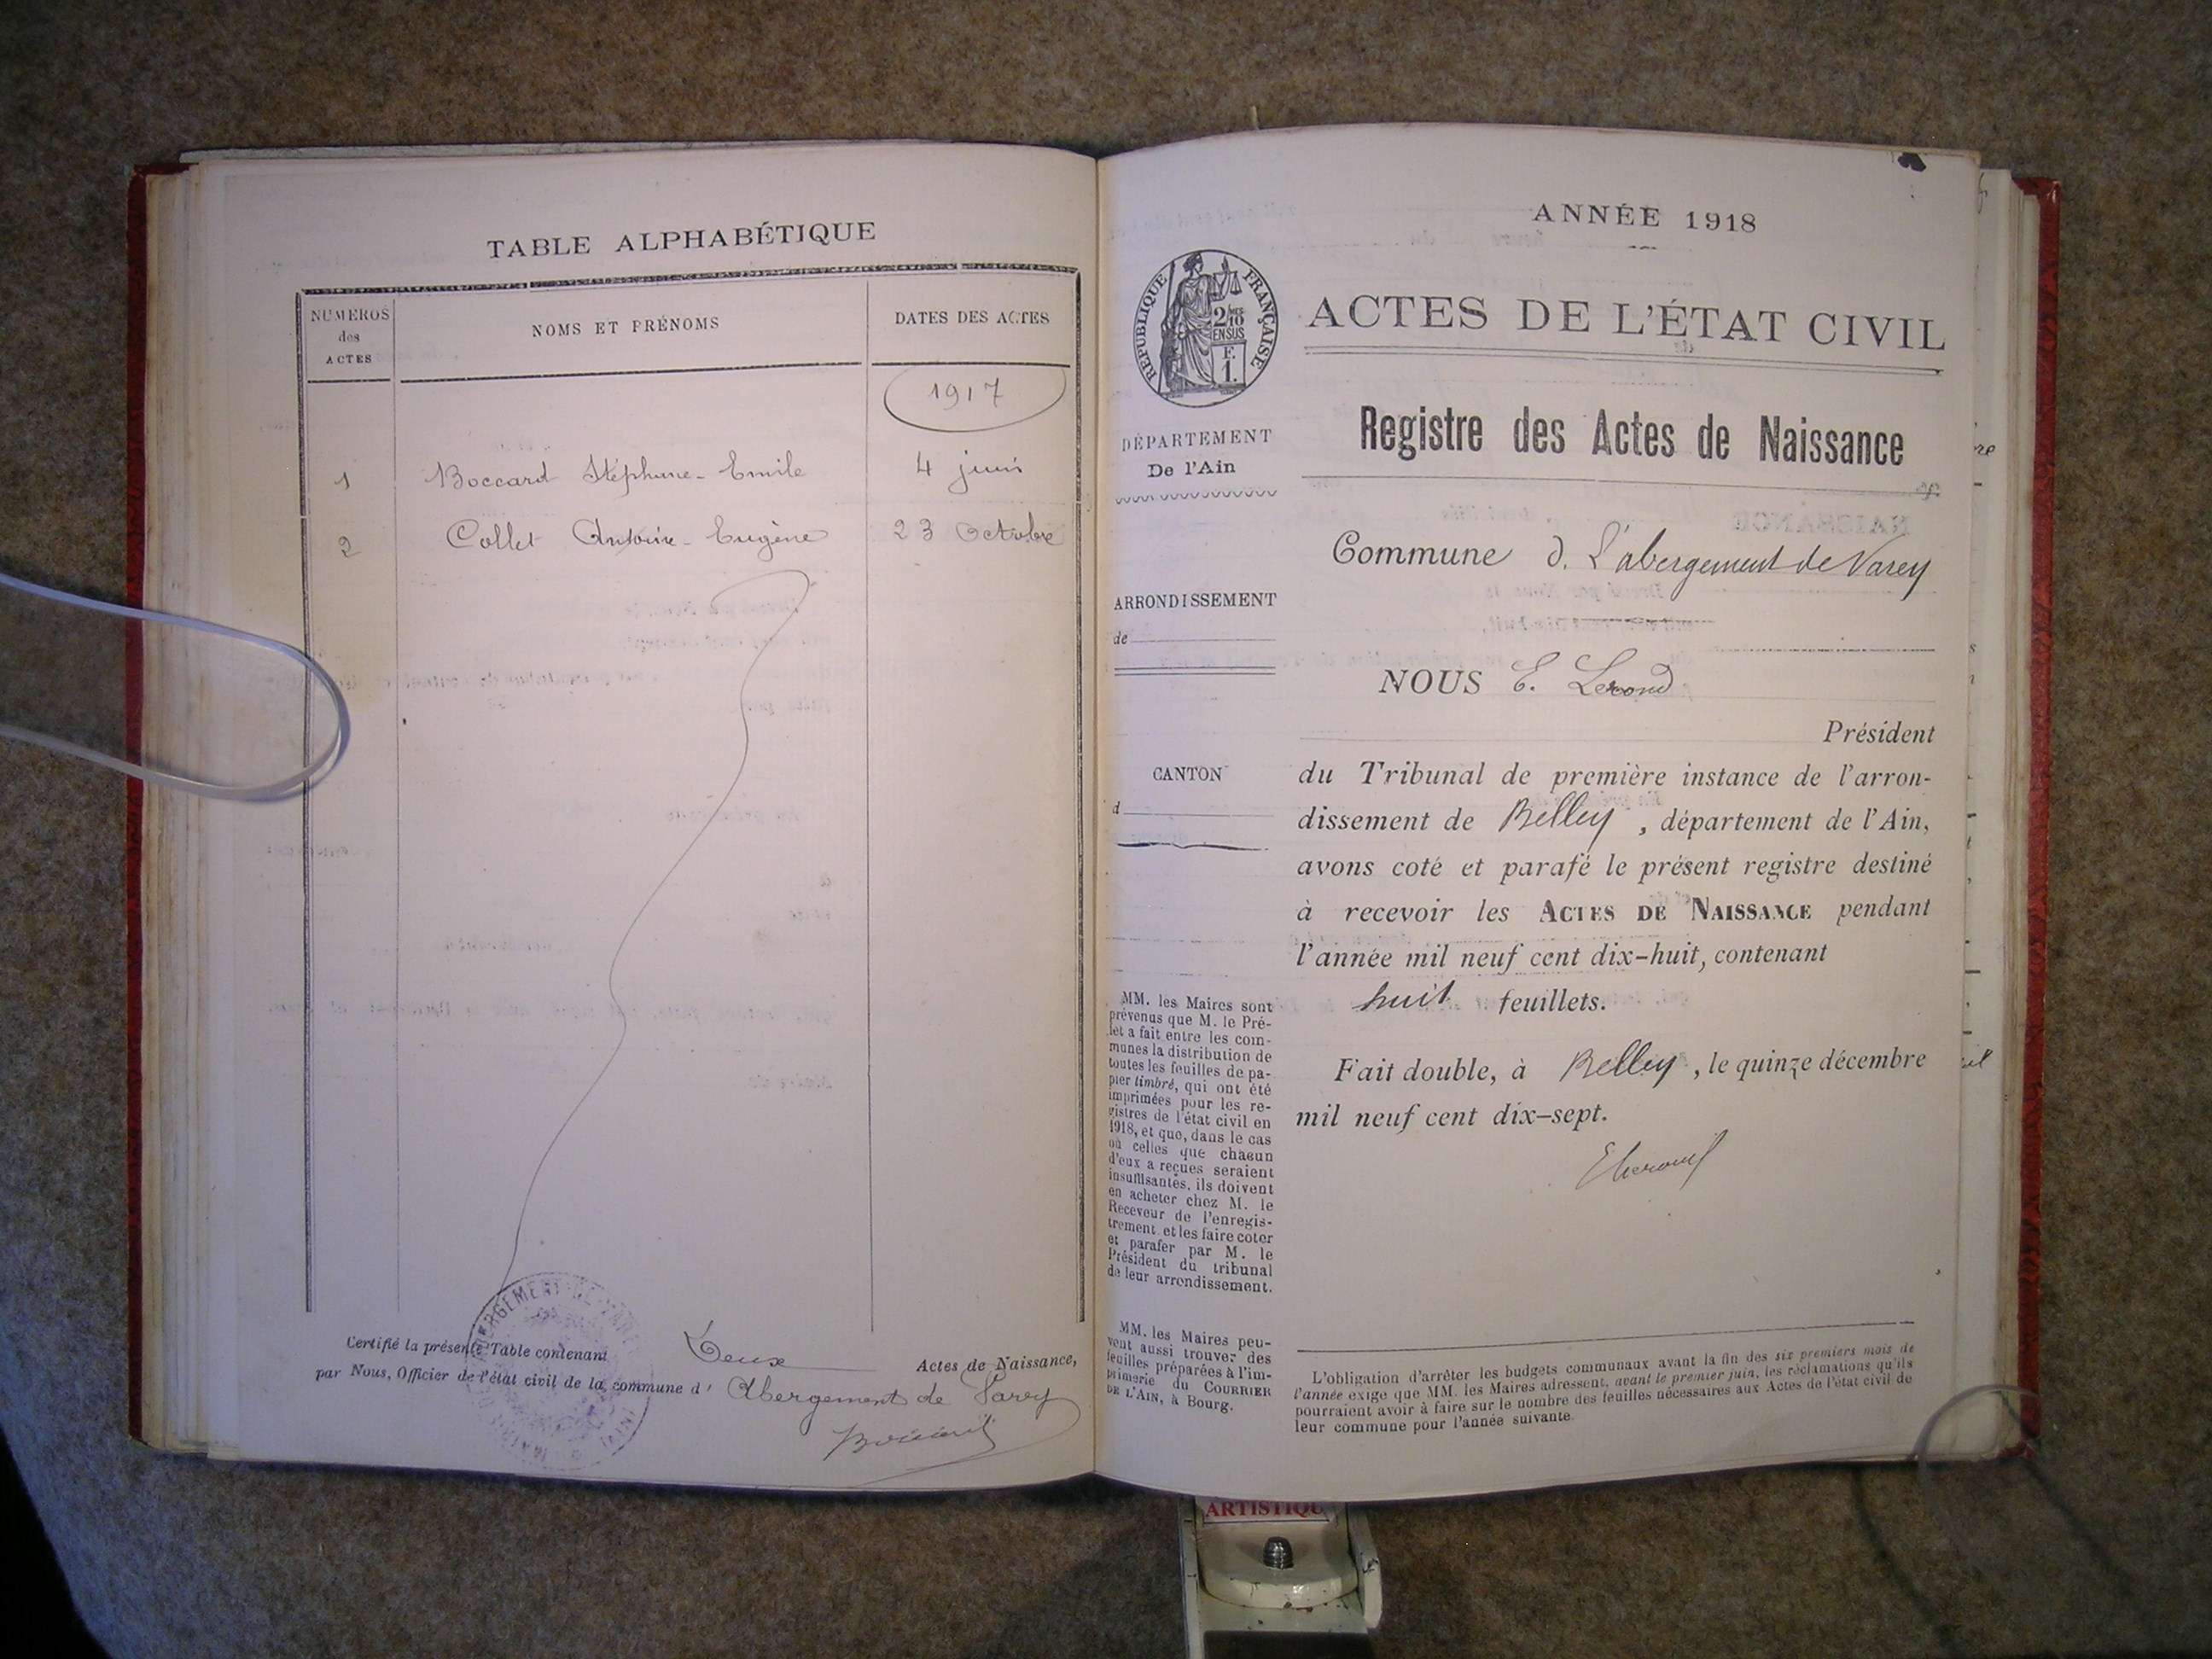 TABLE ALPHABÉTIQUE
NUMÉROS des ACTES
NOMS ET PRÉNOMS
DATES DES ACTES
1917
1 Boccard Stéphane-Emile 4 juin
2 Collet Antoine-Eugène 23 Octobre
Certifié la présente Table contenant Deux Actes de Naissance,
par Nous, Officier de l'état civil de la commune d' Abergement de Varey
ANNÉE 1918
RÉPUBLIQUE FRANÇAISE
2/10
EN SUS
F.
1.
ACTES DE L'ÉTAT CIVIL
DÉPARTEMENT
De l'Ain
Registre des Actes de Naissance
Commune d. L'abergement de Varey
ARRONDISSEMENT
de
NOUS E. Lerond
Président
CANTON
d
du Tribunal de première instance de l'arron-
dissement de Belley, département de l'Ain,
avons coté et parafé le présent registre destiné
à recevoir les ACTES DE NAISSANCE pendant
l'année mil neuf cent dix-huit, contenant
huit feuillets.
Fait double, à Belley, le quinze décembre
mil neuf cent dix-sept.
MM. les Maires sont
prévenus que M. le Pré-
fet a fait entre les com-
munes la distribution de
toutes les feuilles de pa-
pier timbré, qui ont été
imprimées pour les re-
gistres de l'état civil en
1918, et que, dans le cas
où celles que chacun
d'eux a reçues seraient
insuffisantes, ils doivent
en acheter chez M. le
Receveur de l'enregis-
trement et les faire coter
et parafer par M. le
Président du tribunal
de leur arrondissement.
MM. les Maires peu-
vent aussi trouver des
feuilles préparées à l'im-
primerie du COURRIER
DE L'AIN, à Bourg.
L'obligation d'arrêter les budgets communaux avant la fin des six premiers mois de
l'année exige que MM. les Maires adressent, avant le premier juin, les réclamations qu'ils
pourraient avoir à faire sur le nombre des feuilles nécessaires aux Actes de l'état civil de
leur commune pour l'année suivante.
ARTISTIQU